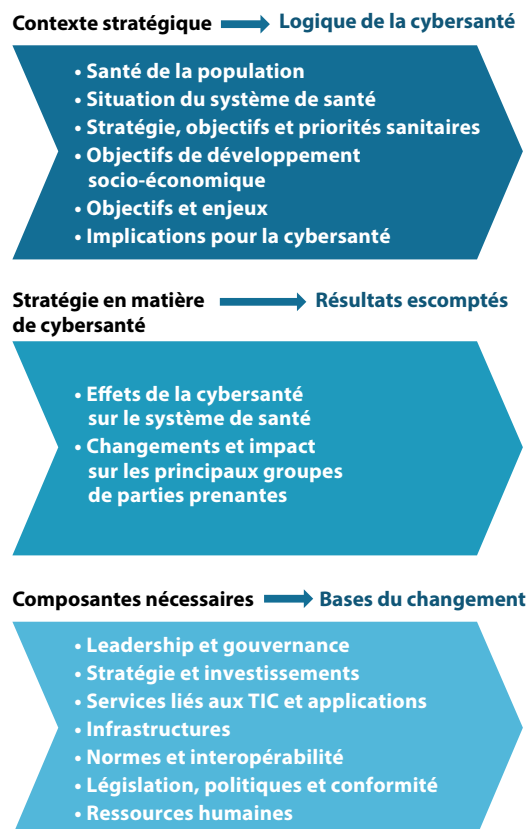 Contexte stratégique Logique de la cybersanté
• Santé de la population
• Situation du système de santé
• Stratégie, objectifs et priorités sanitaires
• Objectifs de développement
socio-économique
• Objectifs et enjeux
• Implications pour la cybersanté
Stratégie en matière Résultats escomptés
de cybersanté
• Effets de la cybersanté
sur le système de santé
• Changements et impact
sur les principaux groupes
de parties prenantes
Composantes nécessaires Bases du changement
• Leadership et gouvernance
• Stratégie et investissements
• Services liés aux TIC et applications
• Infrastructures
• Normes et interopérabilité
• Législation, politiques et conformité
• Ressources humaines